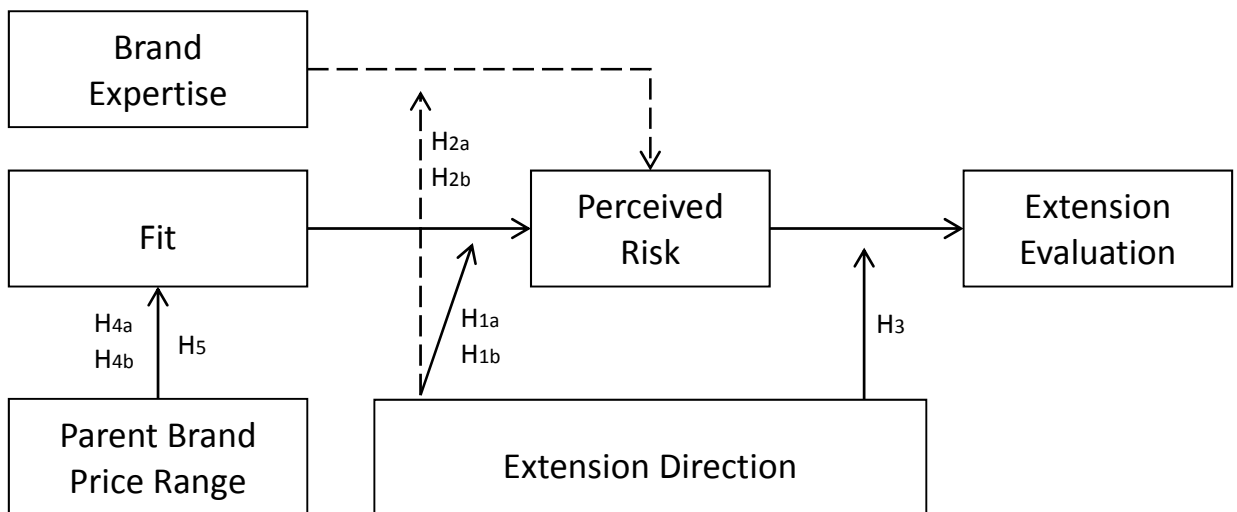 Brand
Expertise
H2a
H2b
Fit
Perceived
Risk
Extension
Evaluation
H4a
H4b
H5
H1a
H1b
H3
Parent Brand
Price Range
Extension Direction